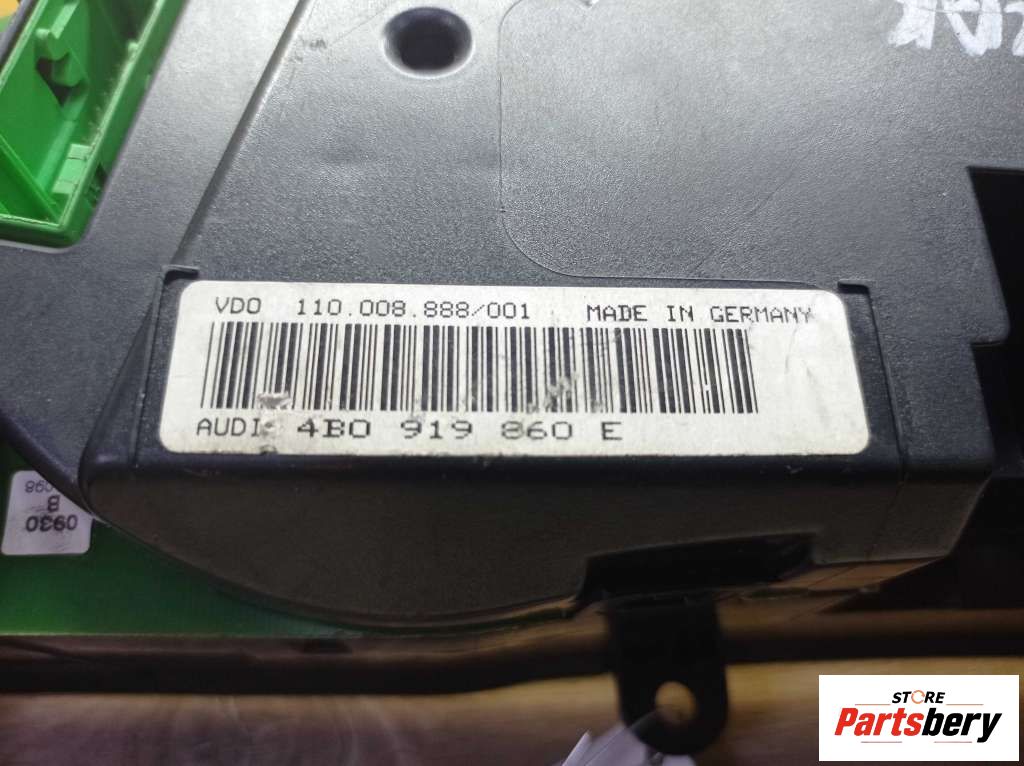 VDO 110.008.888/001 MADE IN GERMANY
AUDI 4B0 919 860 E
0930
B
STORE
Partsbery